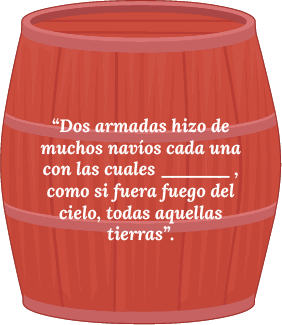 “Dos armadas hizo de
muchos navíos cada una
con las cuales ________ ,
como si fuera fuego del
cielo, todas aquellas
tierras”.